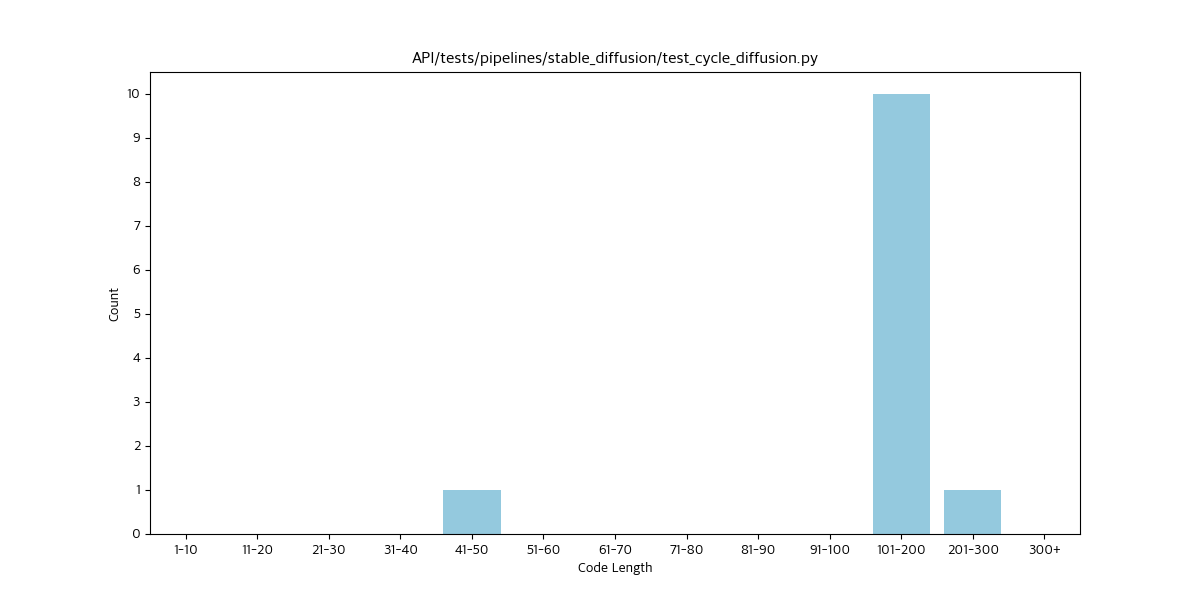 API/tests/pipelines/stable_diffusion/test_cycle_diffusion.py
10
9
8
7
6
5
4
3
2
1
0
Count
1-10 11-20 21-30 31-40 41-50 51-60 61-70 71-80 81-90 91-100 101-200 201-300 300+
Code Length